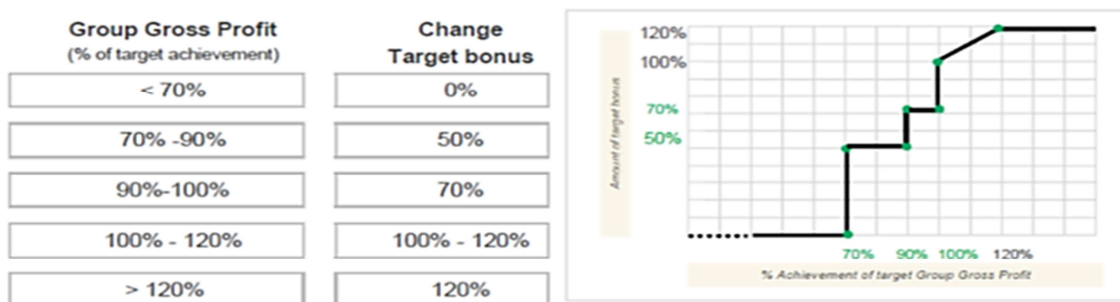 Group Gross Profit
(% of target achievement)
Change
Target bonus
< 70%
0%
70% -90%
50%
90%-100%
70%
100% - 120%
100% - 120%
> 120%
120%
Amount of target bonus
120%
100%
70%
50%
70%
90%
100%
120%
% Achievement of target Group Gross Profit